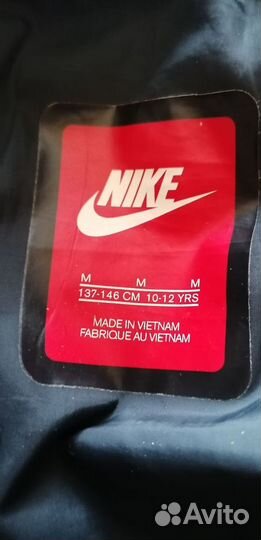 NIKE
M M M
137-146 CM 10-12 YRS
MADE IN VIETNAM
FABRIQUE AU VIETNAM
Avito